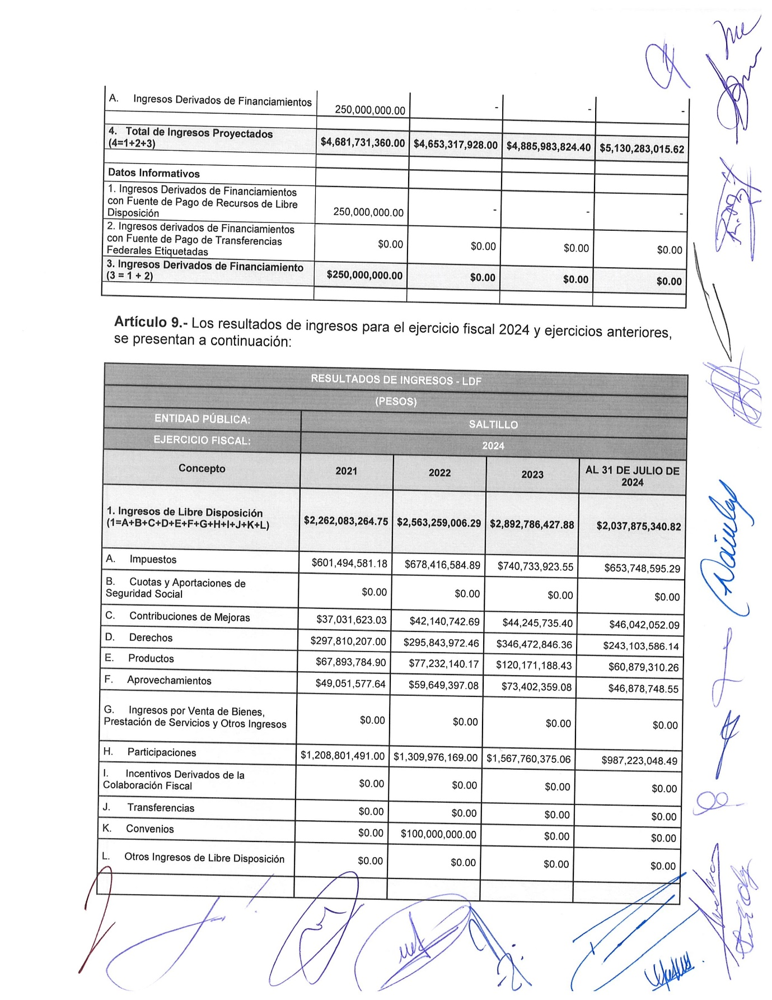 A. Ingresos Derivados de Financiamientos 250,000,000.00 - - -
4. Total de Ingresos Proyectados
(4=1+2+3) $4,681,731,360.00 $4,653,317,928.00 $4,885,983,824.40 $5,130,283,015.62
Datos Informativos
1. Ingresos Derivados de Financiamientos
con Fuente de Pago de Recursos de Libre
Disposición 250,000,000.00 - - -
2. Ingresos derivados de Financiamientos
con Fuente de Pago de Transferencias
Federales Etiquetadas $0.00 $0.00 $0.00 $0.00
3. Ingresos Derivados de Financiamiento
(3 = 1 + 2) $250,000,000.00 $0.00 $0.00 $0.00
Artículo 9.- Los resultados de ingresos para el ejercicio fiscal 2024 y ejercicios anteriores,
se presentan a continuación:
RESULTADOS DE INGRESOS - LDF
(PESOS)
ENTIDAD PÚBLICA: SALTILLO
EJERCICIO FISCAL: 2024
Concepto 2021 2022 2023 AL 31 DE JULIO DE
2024
1. Ingresos de Libre Disposición
(1=A+B+C+D+E+F+G+H+I+J+K+L) $2,262,083,264.75 $2,563,259,006.29 $2,892,786,427.88 $2,037,875,340.82
A. Impuestos $601,494,581.18 $678,416,584.89 $740,733,923.55 $653,748,595.29
B. Cuotas y Aportaciones de
Seguridad Social $0.00 $0.00 $0.00 $0.00
C. Contribuciones de Mejoras $37,031,623.03 $42,140,742.69 $44,245,735.40 $46,042,052.09
D. Derechos $297,810,207.00 $295,843,972.46 $346,472,846.36 $243,103,586.14
E. Productos $67,893,784.90 $77,232,140.17 $120,171,188.43 $60,879,310.26
F. Aprovechamientos $49,051,577.64 $59,649,397.08 $73,402,359.08 $46,878,748.55
G. Ingresos por Venta de Bienes,
Prestación de Servicios y Otros Ingresos $0.00 $0.00 $0.00 $0.00
H. Participaciones $1,208,801,491.00 $1,309,976,169.00 $1,567,760,375.06 $987,223,048.49
I. Incentivos Derivados de la
Colaboración Fiscal $0.00 $0.00 $0.00 $0.00
J. Transferencias $0.00 $0.00 $0.00 $0.00
K. Convenios $0.00 $100,000,000.00 $0.00 $0.00
L. Otros Ingresos de Libre Disposición $0.00 $0.00 $0.00 $0.00